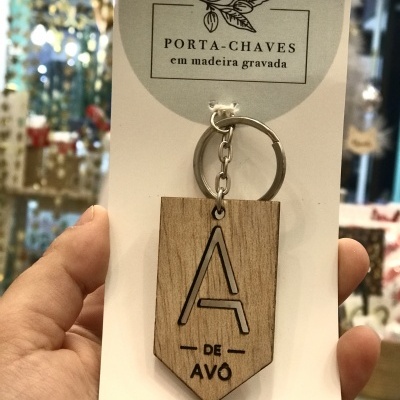 PORTA-CHAVES
em madeira gravada
A
— DE —
AVÔ